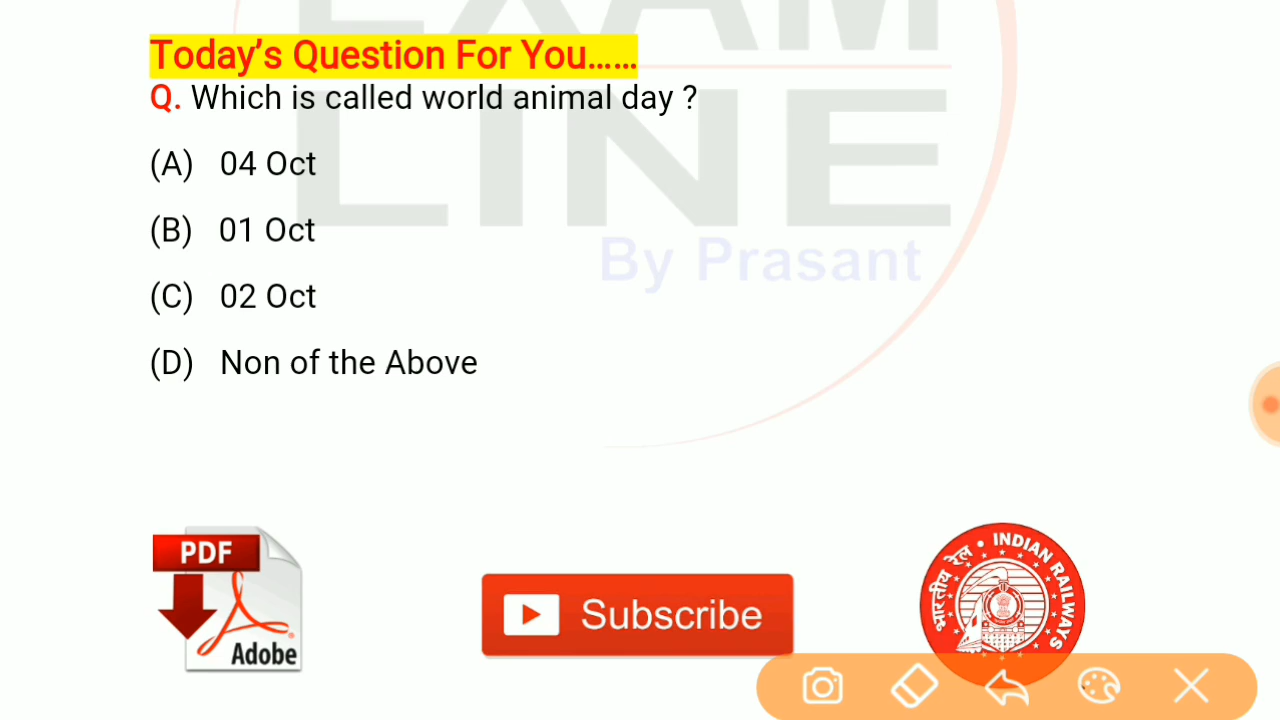 EXAM
LINE
By Prasant
Today’s Question For You……
Q. Which is called world animal day ?
(A) 04 Oct
(B) 01 Oct
(C) 02 Oct
(D) Non of the Above
PDF
Adobe
Subscribe
भारतीय रेल • INDIAN RAILWAYS